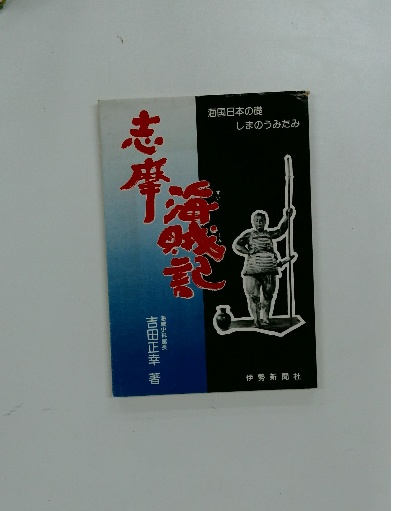 海国日本の礎
しまのうみたみ
志摩
海賊記
吉田正幸 著
伊勢新聞社